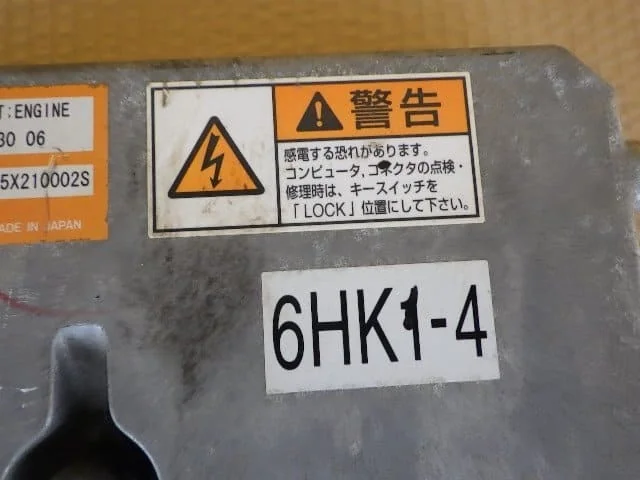 T:ENGINE
30 06
5X210002S
MADE IN JAPAN
警告
感電する恐れがあります。
コンピュータ,コネクタの点検・
修理時は、キースイッチを
「LOCK」位置にして下さい。
6HK1-4